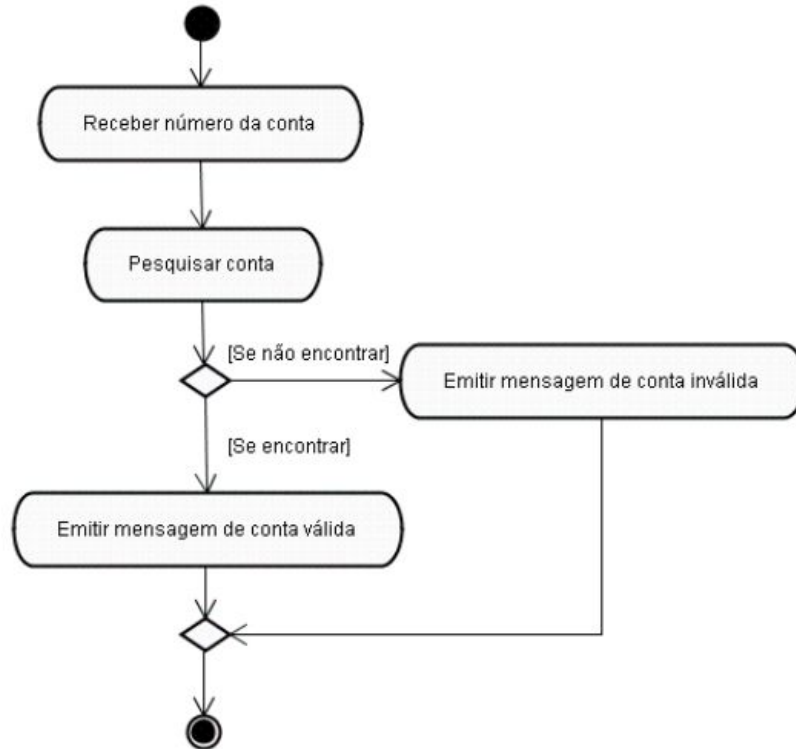 Receber número da conta
Pesquisar conta
[Se não encontrar]
Emitir mensagem de conta inválida
[Se encontrar]
Emitir mensagem de conta válida